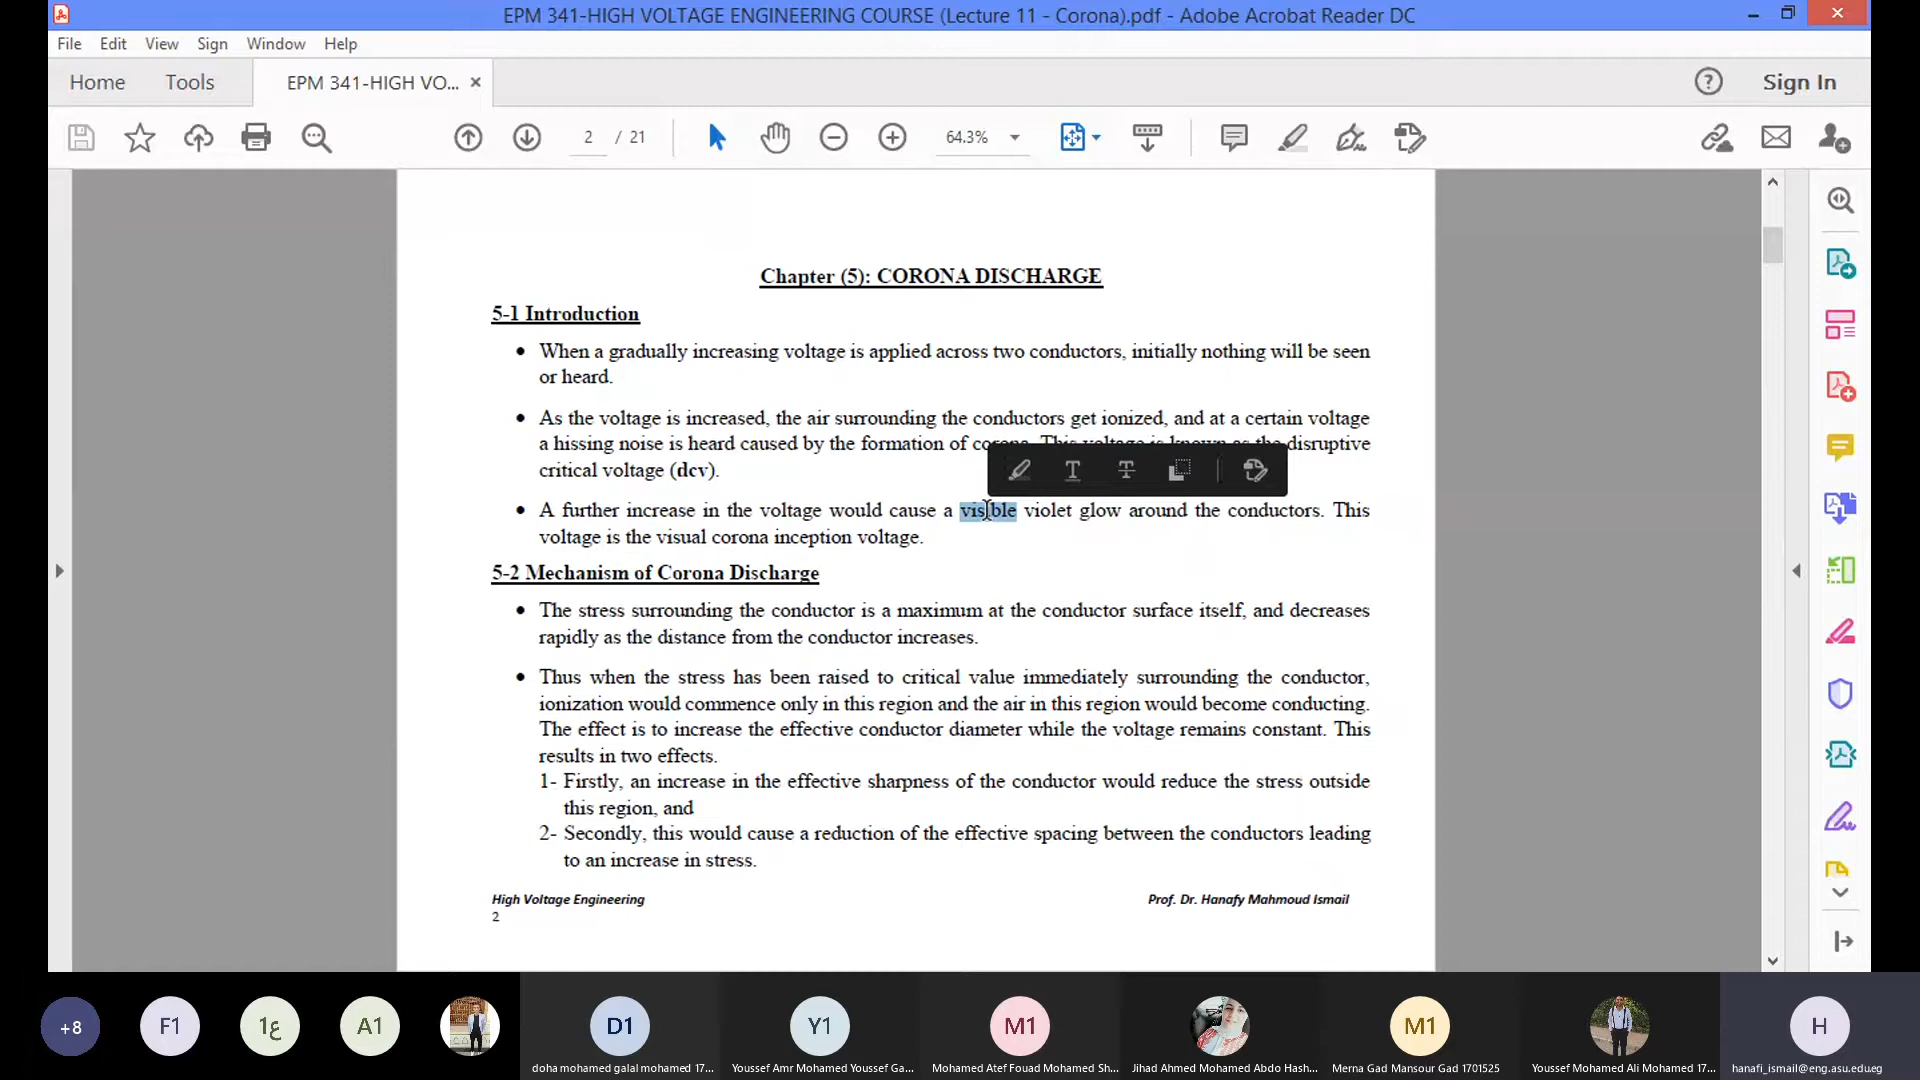 EPM 341-HIGH VOLTAGE ENGINEERING COURSE (Lecture 11 - Corona).pdf - Adobe Acrobat Reader DC
File Edit View Sign Window Help
Home Tools EPM 341-HIGH VO... Sign In
2 / 21 64.3%
Chapter (5): CORONA DISCHARGE
5-1 Introduction
• When a gradually increasing voltage is applied across two conductors, initially nothing will be seen
or heard.
• As the voltage is increased, the air surrounding the conductors get ionized, and at a certain voltage
a hissing noise is heard caused by the formation of corona. This voltage is known as the disruptive
critical voltage (dcv).
• A further increase in the voltage would cause a visible violet glow around the conductors. This
voltage is the visual corona inception voltage.
5-2 Mechanism of Corona Discharge
• The stress surrounding the conductor is a maximum at the conductor surface itself, and decreases
rapidly as the distance from the conductor increases.
• Thus when the stress has been raised to critical value immediately surrounding the conductor,
ionization would commence only in this region and the air in this region would become conducting.
The effect is to increase the effective conductor diameter while the voltage remains constant. This
results in two effects.
1- Firstly, an increase in the effective sharpness of the conductor would reduce the stress outside
this region, and
2- Secondly, this would cause a reduction of the effective spacing between the conductors leading
to an increase in stress.
High Voltage Engineering Prof. Dr. Hanafy Mahmoud Ismail
2
+8 F1 ع1 A1 D1 Y1 M1 M1 H
doha mohamed galal mohamed 17... Youssef Amr Mohamed Youssef Ga... Mohamed Atef Fouad Mohamed Sh... Jihad Ahmed Mohamed Abdo Hash... Merna Gad Mansour Gad 1701525 Youssef Mohamed Ali Mohamed 17... hanafi_ismail@eng.asu.edu.eg